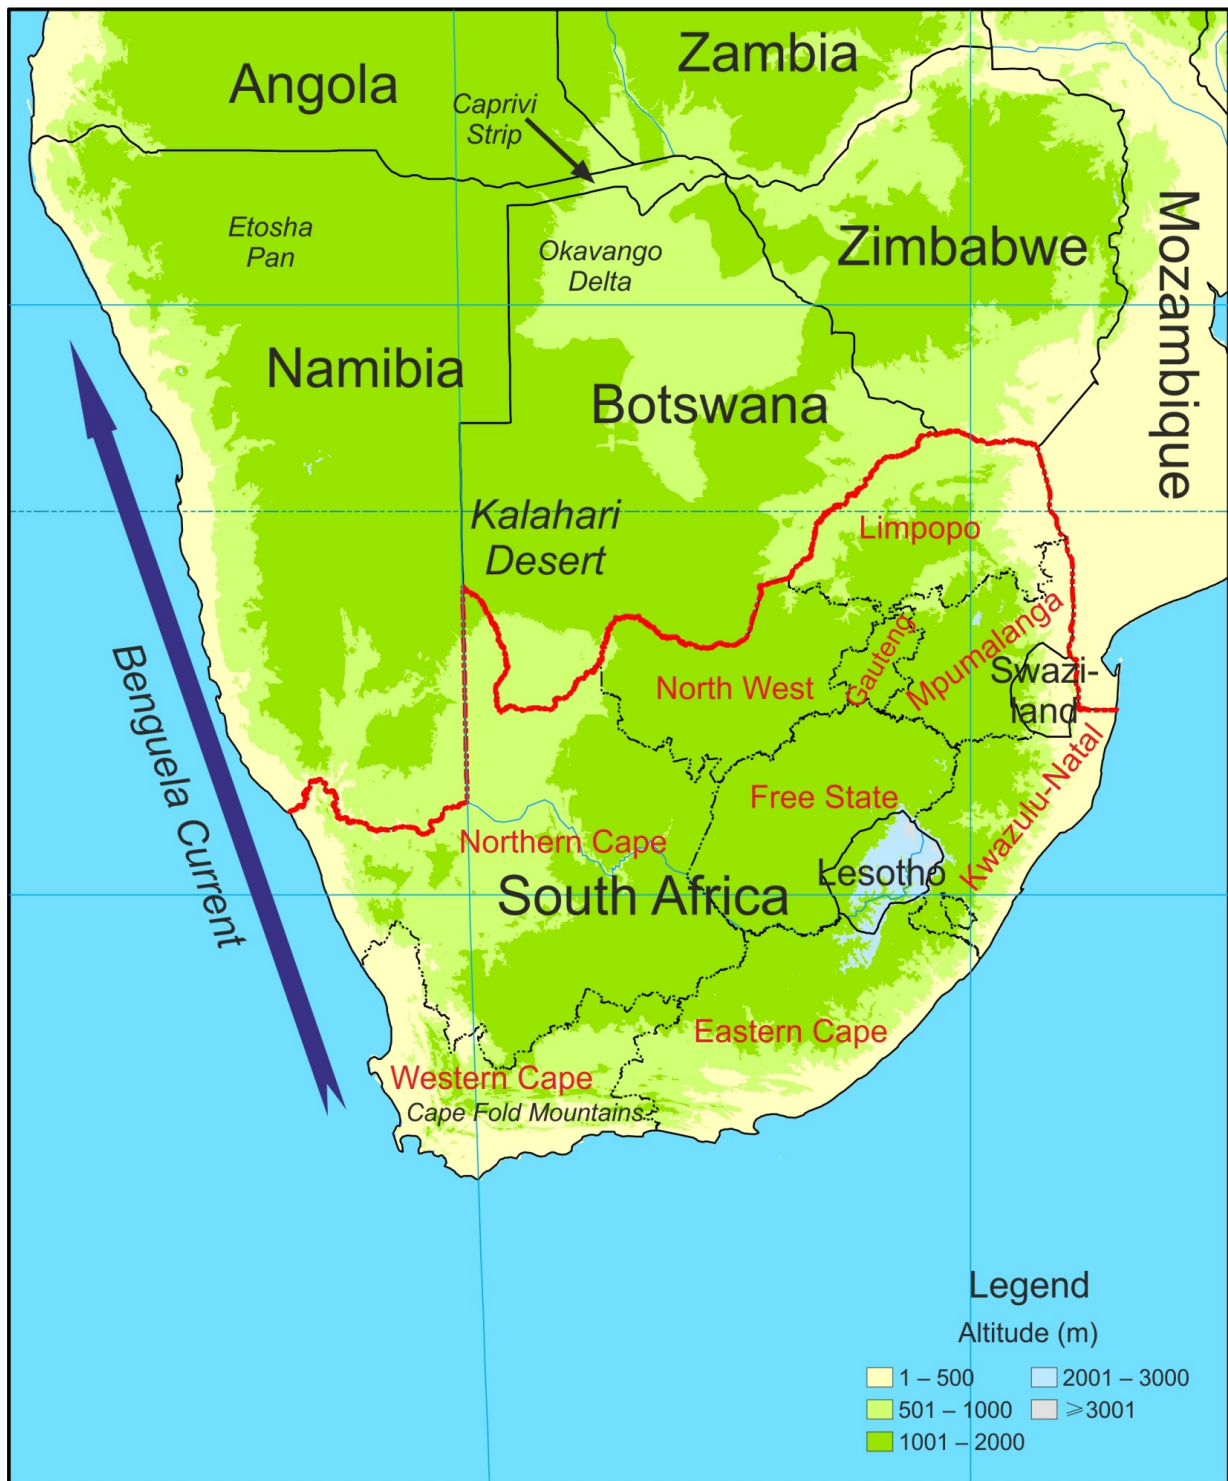 Angola
Zambia
Caprivi
Strip
Mozambique
Etosha
Pan
Okavango
Delta
Zimbabwe
Namibia
Botswana
Kalahari
Desert
Limpopo
Benguela Current
North West
Gauteng
Mpumalanga
Swazi-
land
Free State
Kwazulu-Natal
Northern Cape
Lesotho
South Africa
Eastern Cape
Western Cape
Cape Fold Mountains
Legend
Altitude (m)
1 – 500
2001 – 3000
501 – 1000
⩾3001
1001 – 2000